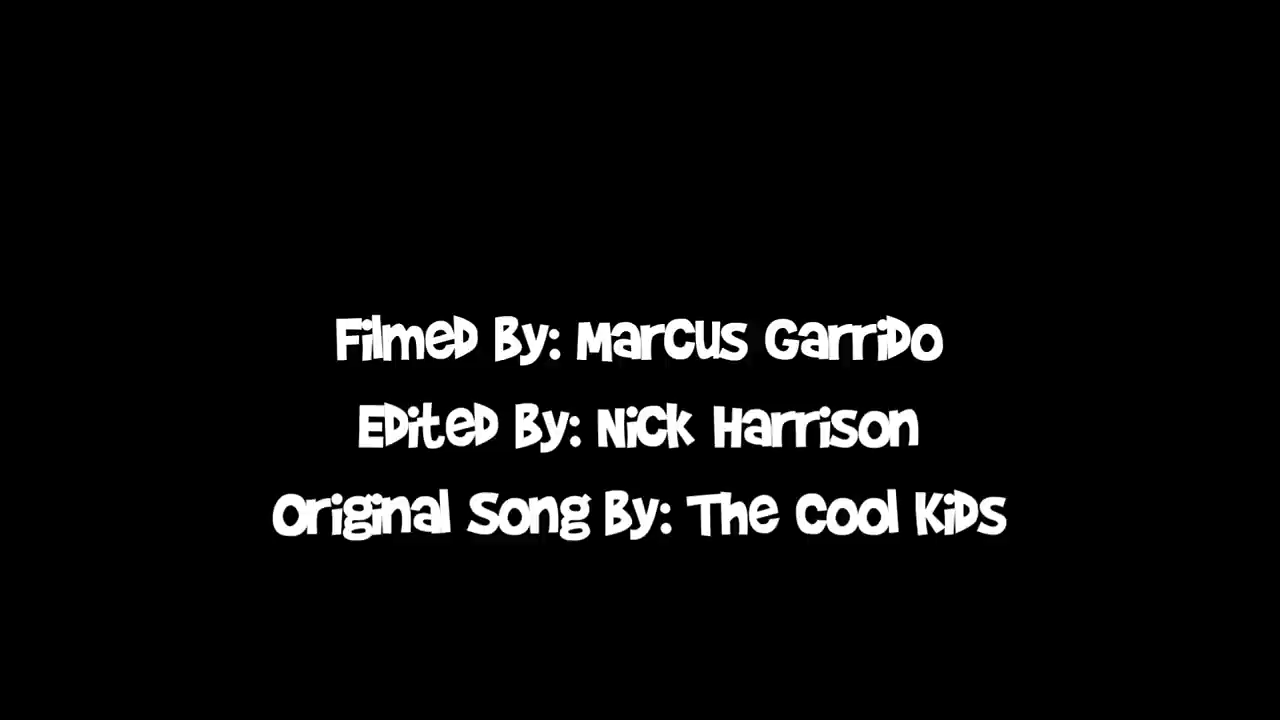 Filmed By: Marcus Garrido
Edited By: Nick Harrison
Original Song By: The Cool Kids